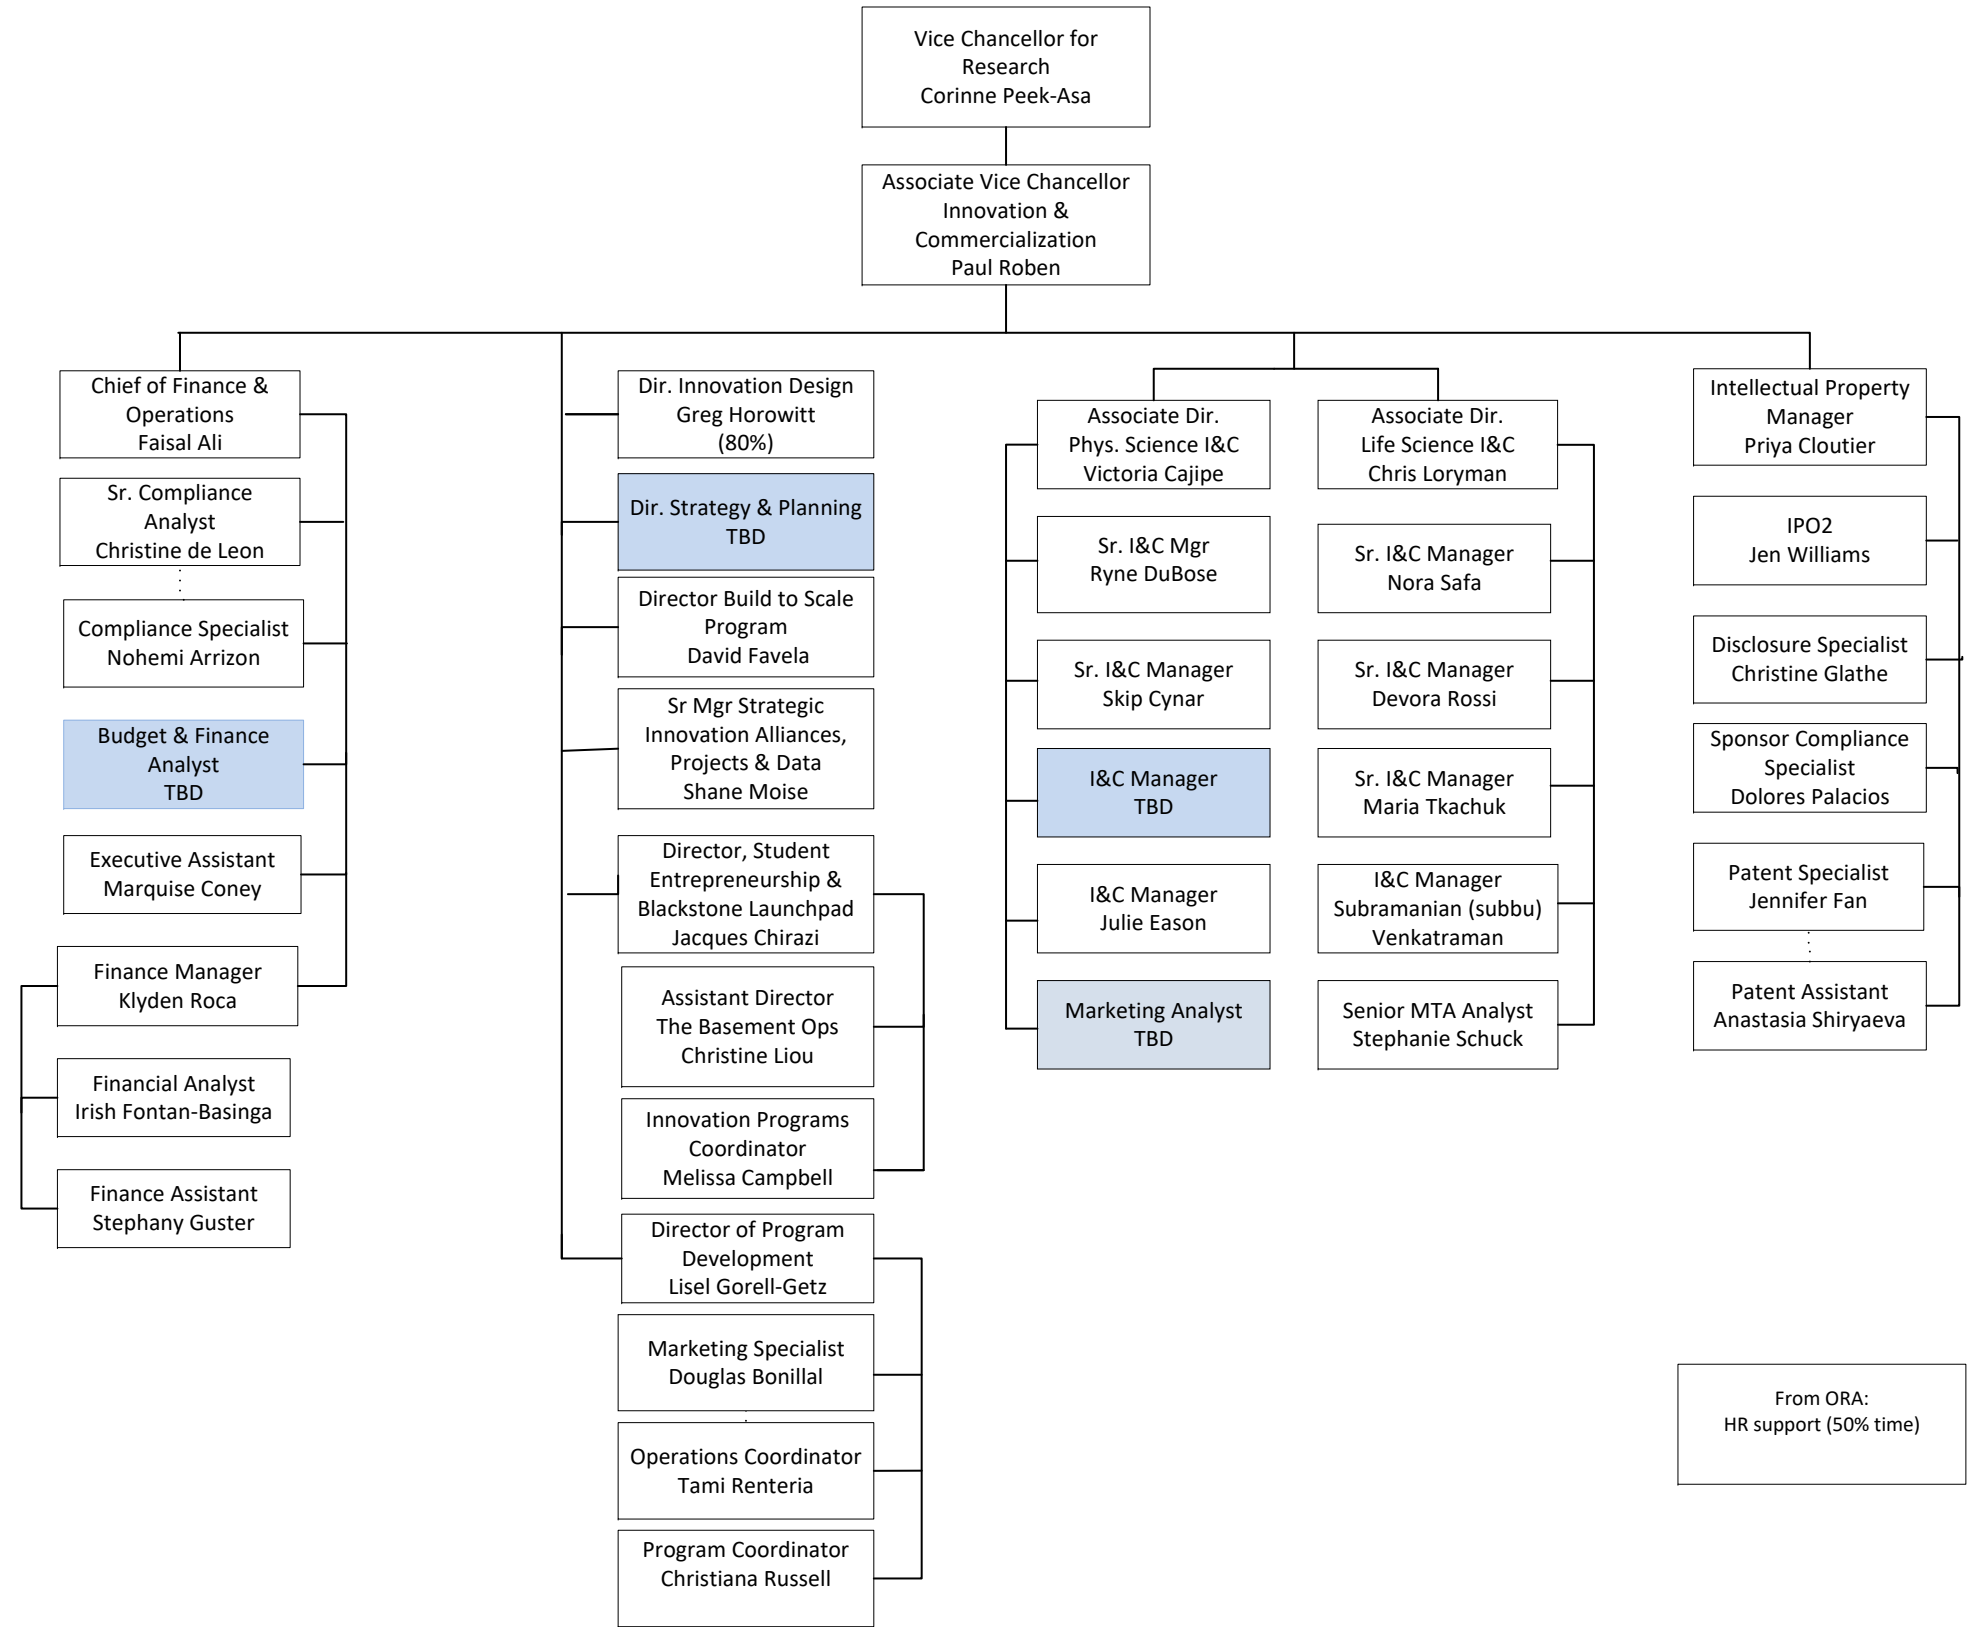 Vice Chancellor for
Research
Corinne Peek-Asa
Associate Vice Chancellor
Innovation &
Commercialization
Paul Roben
Chief of Finance &
Operations
Faisal Ali
Sr. Compliance
Analyst
Christine de Leon
Compliance Specialist
Nohemi Arrizon
Budget & Finance
Analyst
TBD
Executive Assistant
Marquise Coney
Finance Manager
Klyden Roca
Financial Analyst
Irish Fontan-Basinga
Finance Assistant
Stephany Guster
Dir. Innovation Design
Greg Horowitt
(80%)
Dir. Strategy & Planning
TBD
Director Build to Scale
Program
David Favela
Sr Mgr Strategic
Innovation Alliances,
Projects & Data
Shane Moise
Director, Student
Entrepreneurship &
Blackstone Launchpad
Jacques Chirazi
Assistant Director
The Basement Ops
Christine Liou
Innovation Programs
Coordinator
Melissa Campbell
Director of Program
Development
Lisel Gorell-Getz
Marketing Specialist
Douglas Bonillal
Operations Coordinator
Tami Renteria
Program Coordinator
Christiana Russell
Associate Dir.
Phys. Science I&C
Victoria Cajipe
Sr. I&C Mgr
Ryne DuBose
Sr. I&C Manager
Skip Cynar
I&C Manager
TBD
I&C Manager
Julie Eason
Marketing Analyst
TBD
Associate Dir.
Life Science I&C
Chris Loryman
Sr. I&C Manager
Nora Safa
Sr. I&C Manager
Devora Rossi
Sr. I&C Manager
Maria Tkachuk
I&C Manager
Subramanian (subbu)
Venkatraman
Senior MTA Analyst
Stephanie Schuck
Intellectual Property
Manager
Priya Cloutier
IPO2
Jen Williams
Disclosure Specialist
Christine Glathe
Sponsor Compliance
Specialist
Dolores Palacios
Patent Specialist
Jennifer Fan
Patent Assistant
Anastasia Shiryaeva
From ORA:
HR support (50% time)